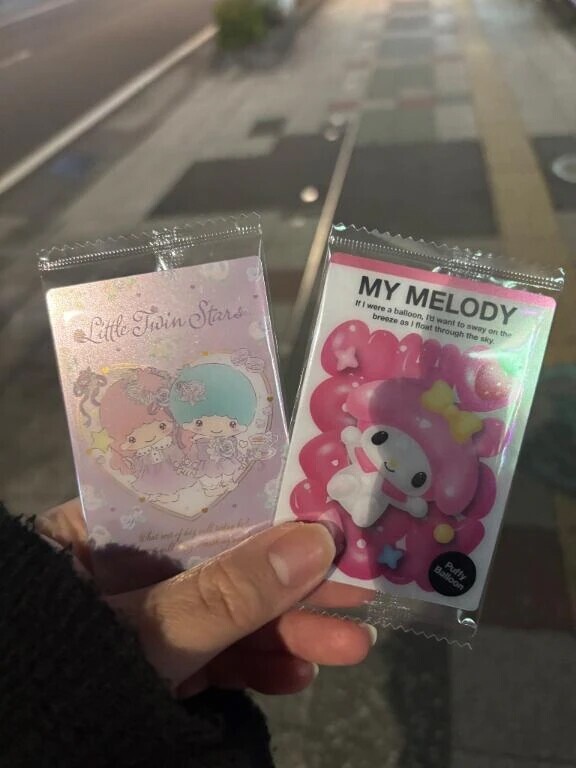 Little Twin Stars
MY MELODY
If I were a balloon, I'd want to sway on the
breeze as I float through the sky.
Puffy
Balloon